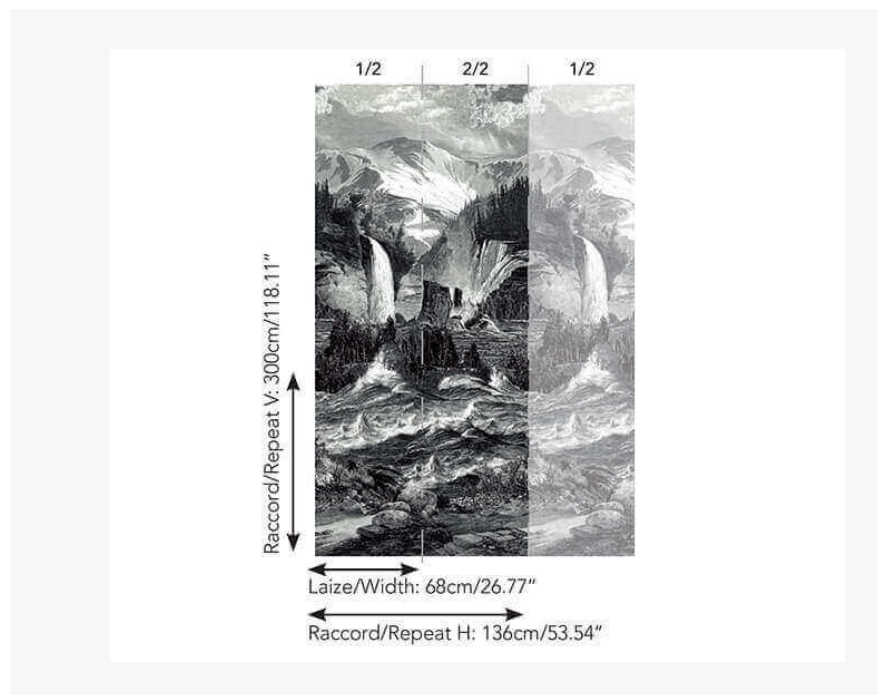 1/2
2/2
1/2
Raccord/Repeat V: 300cm/118.11"
Laize/Width: 68cm/26.77"
Raccord/Repeat H: 136cm/53.54"